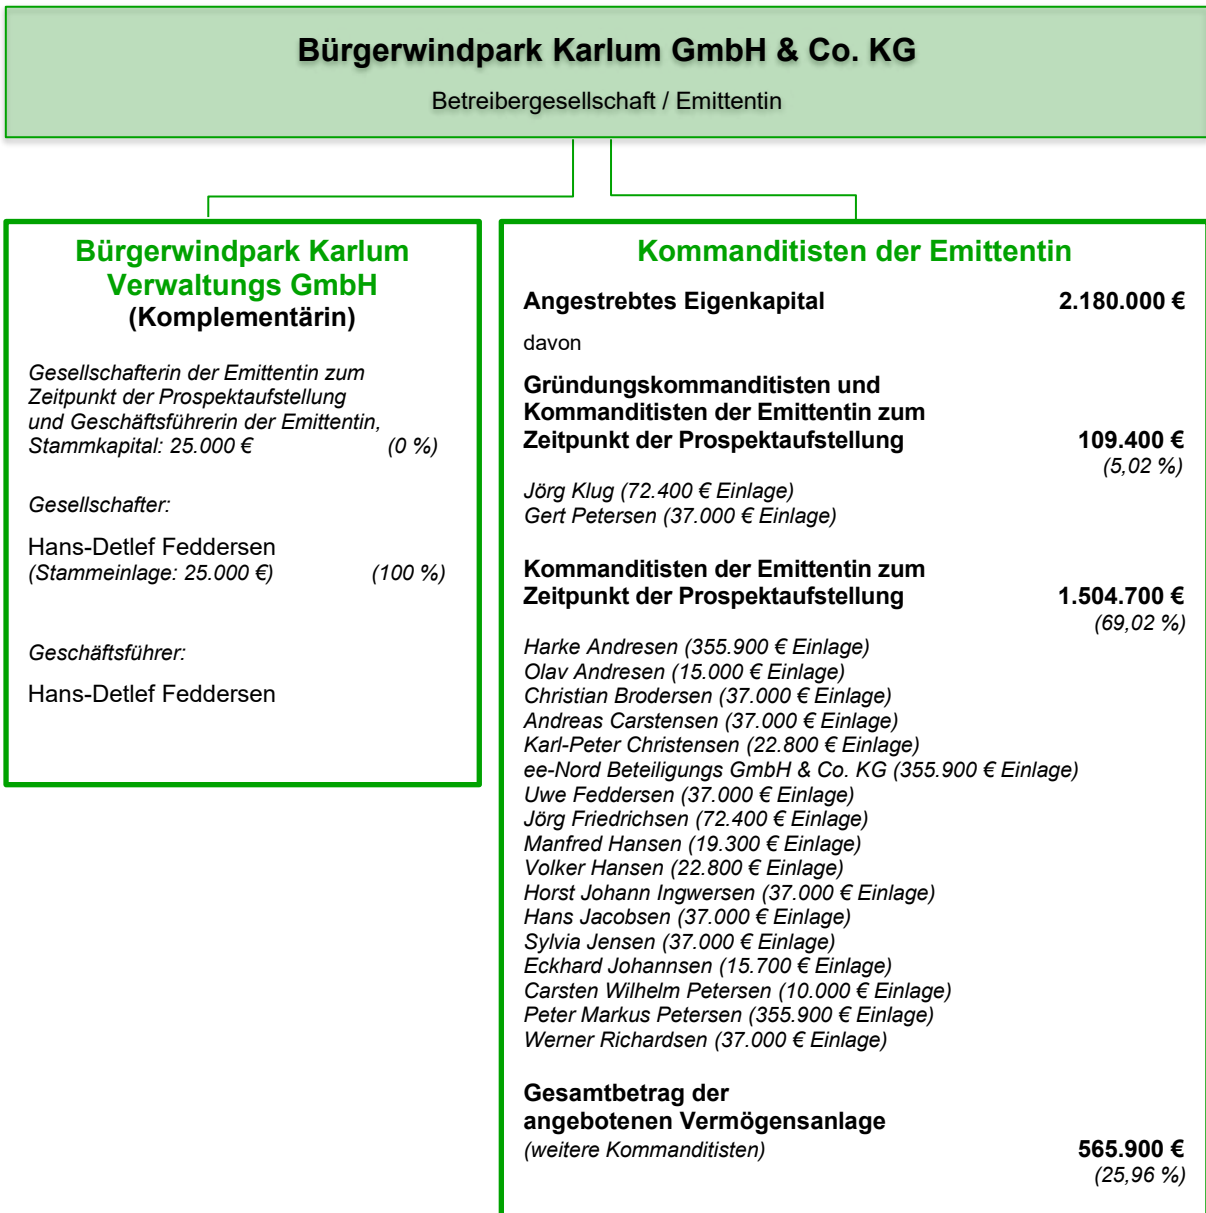 Bürgerwindpark Karlum GmbH & Co. KG
Betreibergesellschaft / Emittentin
Bürgerwindpark Karlum
Verwaltungs GmbH
(Komplementärin)
Gesellschafterin der Emittentin zum
Zeitpunkt der Prospektaufstellung
und Geschäftsführerin der Emittentin,
Stammkapital: 25.000 € (0 %)
Gesellschafter:
Hans-Detlef Feddersen
(Stammeinlage: 25.000 €) (100 %)
Geschäftsführer:
Hans-Detlef Feddersen
Kommanditisten der Emittentin
Angestrebtes Eigenkapital 2.180.000 €
davon
Gründungskommanditisten und
Kommanditisten der Emittentin zum
Zeitpunkt der Prospektaufstellung 109.400 €
(5,02 %)
Jörg Klug (72.400 € Einlage)
Gert Petersen (37.000 € Einlage)
Kommanditisten der Emittentin zum
Zeitpunkt der Prospektaufstellung 1.504.700 €
(69,02 %)
Harke Andresen (355.900 € Einlage)
Olav Andresen (15.000 € Einlage)
Christian Brodersen (37.000 € Einlage)
Andreas Carstensen (37.000 € Einlage)
Karl-Peter Christensen (22.800 € Einlage)
ee-Nord Beteiligungs GmbH & Co. KG (355.900 € Einlage)
Uwe Feddersen (37.000 € Einlage)
Jörg Friedrichsen (72.400 € Einlage)
Manfred Hansen (19.300 € Einlage)
Volker Hansen (22.800 € Einlage)
Horst Johann Ingwersen (37.000 € Einlage)
Hans Jacobsen (37.000 € Einlage)
Sylvia Jensen (37.000 € Einlage)
Eckhard Johannsen (15.700 € Einlage)
Carsten Wilhelm Petersen (10.000 € Einlage)
Peter Markus Petersen (355.900 € Einlage)
Werner Richardsen (37.000 € Einlage)
Gesamtbetrag der
angebotenen Vermögensanlage
(weitere Kommanditisten) 565.900 €
(25,96 %)